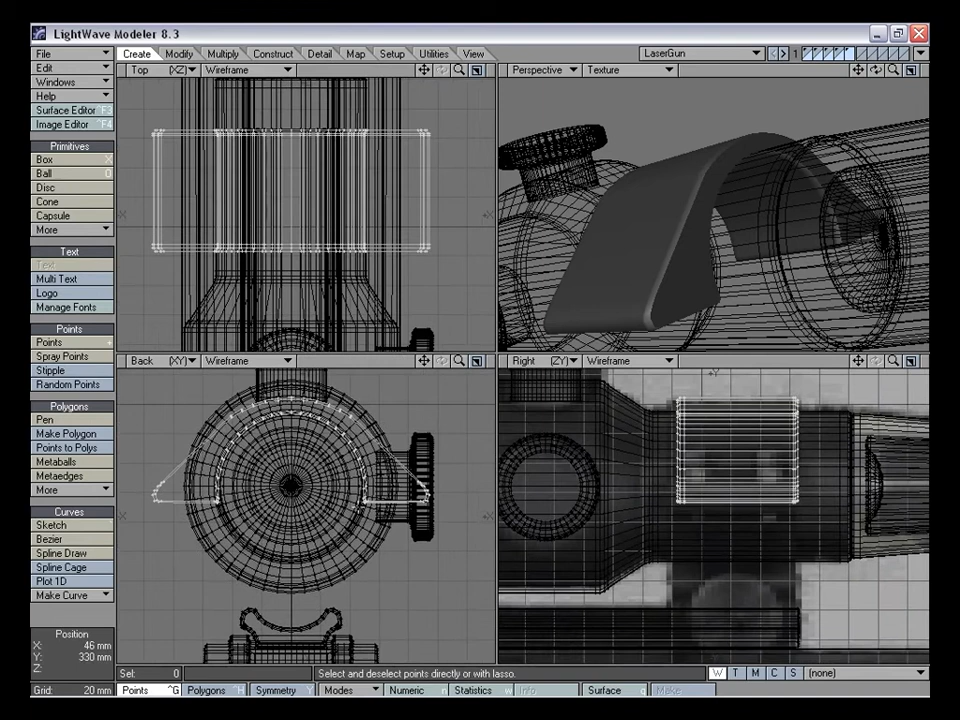 LightWave Modeler 8.3
File
Edit
Windows
Help
Surface Editor F3
Image Editor ^F4
Primitives
Box X
Ball O
Disc
Cone
Capsule
More
Text
Text
Multi Text
Logo
Manage Fonts
Points
Points +
Spray Points
Stipple
Random Points
Polygons
Pen
Make Polygon
Points to Polys
Metaballs
Metaedges
More
Curves
Sketch
Bezier
Spline Draw
Spline Cage
Plot 1D
Make Curve
Position
X: 46 mm
Y: 330 mm
Z:
Grid: 20 mm
Create Modify Multiply Construct Detail Map Setup Utilities View LaserGun 1
Top (XZ) Wireframe
Perspective Texture
Back (XY) Wireframe
Right (ZY) Wireframe
Sel: 0 Select and deselect points directly or with lasso. W T M C S (none)
Points ^G Polygons ^H Symmetry Y Modes Numeric n Statistics w Info Surface q Make